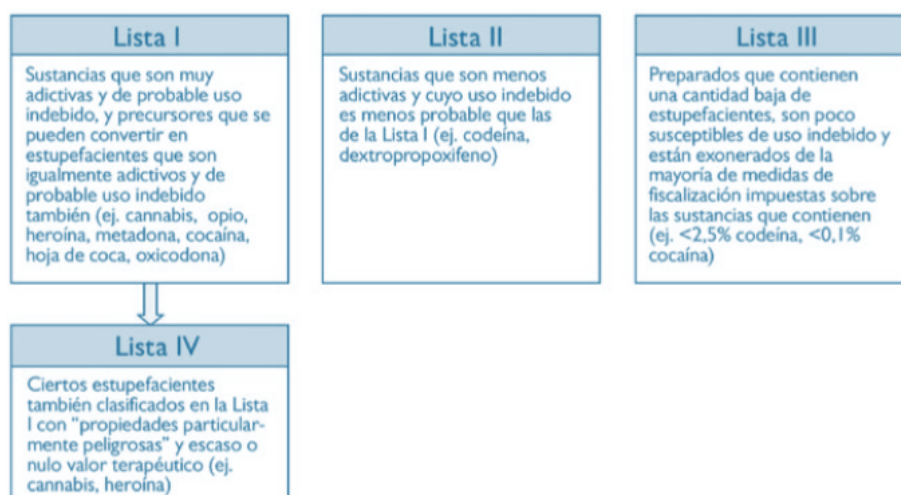 Lista I
Sustancias que son muy
adictivas y de probable uso
indebido, y precursores que se
pueden convertir en
estupefacientes que son
igualmente adictivos y de
probable uso indebido
también (ej. cannabis, opio,
heroína, metadona, cocaína,
hoja de coca, oxicodona)
Lista II
Sustancias que son menos
adictivas y cuyo uso indebido
es menos probable que las
de la Lista I (ej. codeína,
dextropropoxifeno)
Lista III
Preparados que contienen
una cantidad baja de
estupefacientes, son poco
susceptibles de uso indebido y
están exonerados de la
mayoría de medidas de
fiscalización impuestas sobre
las sustancias que contienen
(ej. <2,5% codeína, <0,1%
cocaína)
Lista IV
Ciertos estupefacientes
también clasificados en la Lista
I con “propiedades particular-
mente peligrosas” y escaso o
nulo valor terapéutico (ej.
cannabis, heroína)